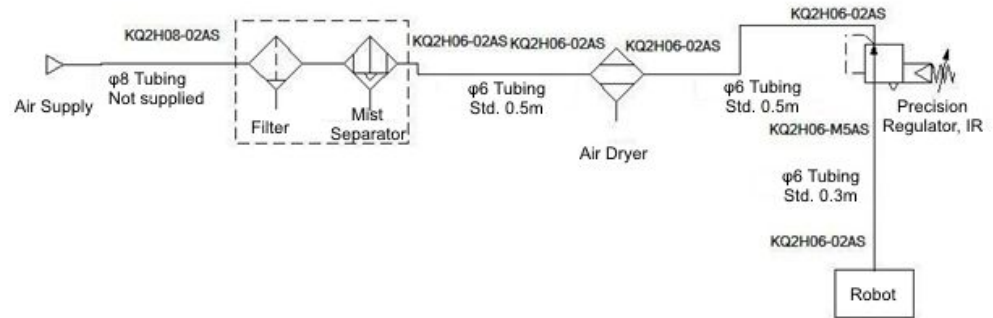 KQ2H06-02AS
KQ2H08-02AS
KQ2H06-02AS
KQ2H06-02AS
KQ2H06-02AS
Air Supply
φ8 Tubing
Not supplied
Filter
Mist
Separator
φ6 Tubing
Std. 0.5m
Air Dryer
φ6 Tubing
Std. 0.5m
Precision
Regulator, IR
KQ2H06-M5AS
φ6 Tubing
Std. 0.3m
KQ2H06-02AS
Robot